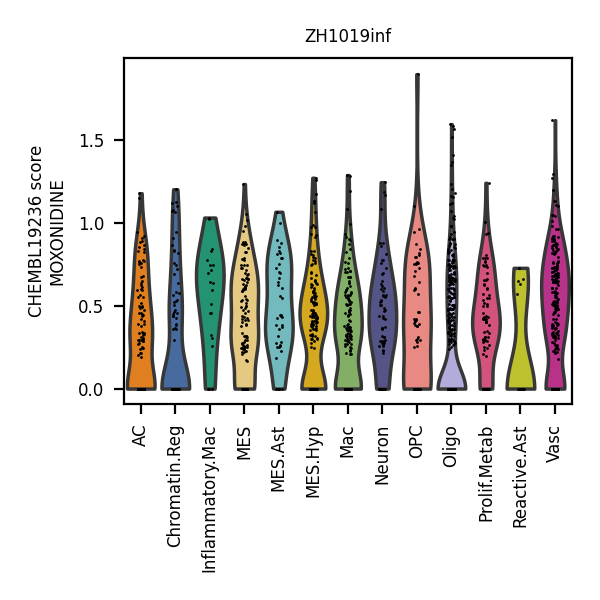 ZH1019inf
CHEMBL19236 score
MOXONIDINE
1.5
1.0
0.5
0.0
AC
Chromatin.Reg
Inflammatory.Mac
MES
MES.Ast
MES.Hyp
Mac
Neuron
OPC
Oligo
Prolif.Metab
Reactive.Ast
Vasc